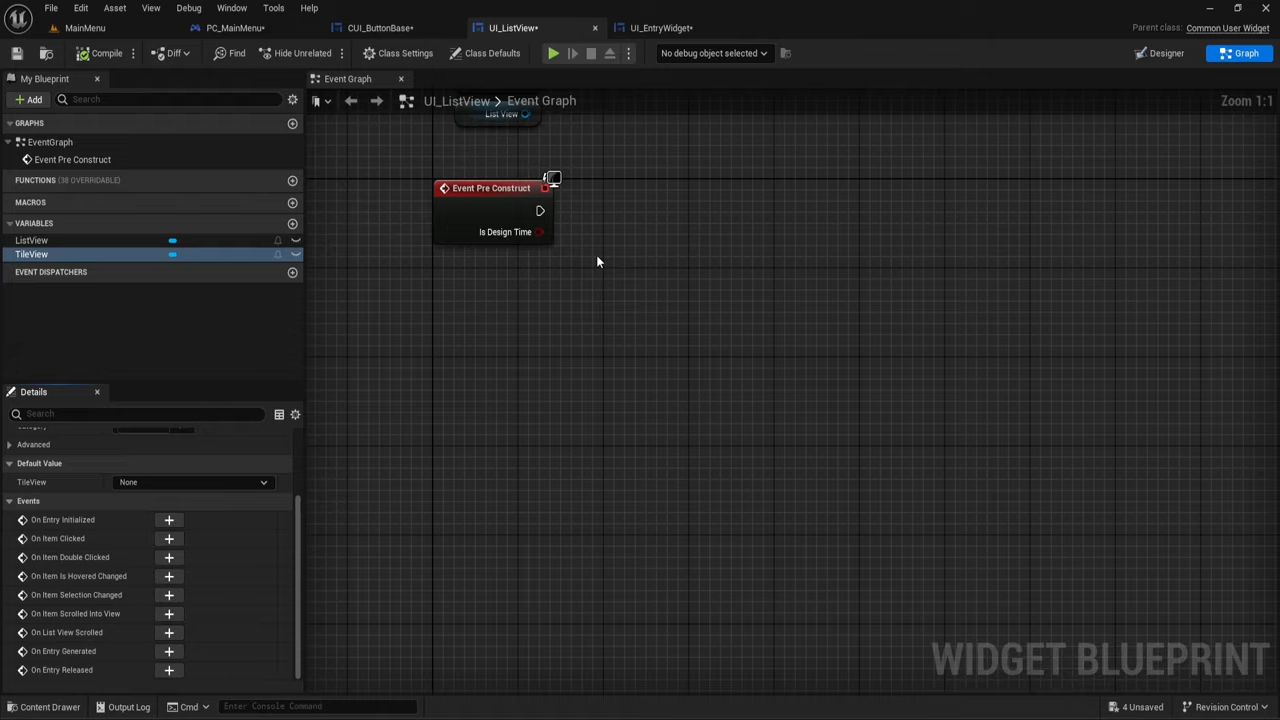 File Edit Asset View Debug Window Tools Help
MainMenu PC_MainMenu* CUI_ButtonBase* UI_ListView* UI_EntryWidget* Parent class: Common User Widget
Compile Diff Find Hide Unrelated Class Settings Class Defaults No debug object selected Designer Graph
My Blueprint Event Graph
Add Search UI_ListView Event Graph Zoom 1:1
List View
GRAPHS
EventGraph
Event Pre Construct
FUNCTIONS (38 OVERRIDABLE)
MACROS
VARIABLES
ListView
TileView
EVENT DISPATCHERS
Event Pre Construct
Is Design Time
Details
Search
Advanced
Default Value
TileView None
Events
On Entry Initialized
On Item Clicked
On Item Double Clicked
On Item Is Hovered Changed
On Item Selection Changed
On Item Scrolled Into View
On List View Scrolled
On Entry Generated
On Entry Released
WIDGET BLUEPRINT
Content Drawer Output Log Cmd Enter Console Command 4 Unsaved Revision Control